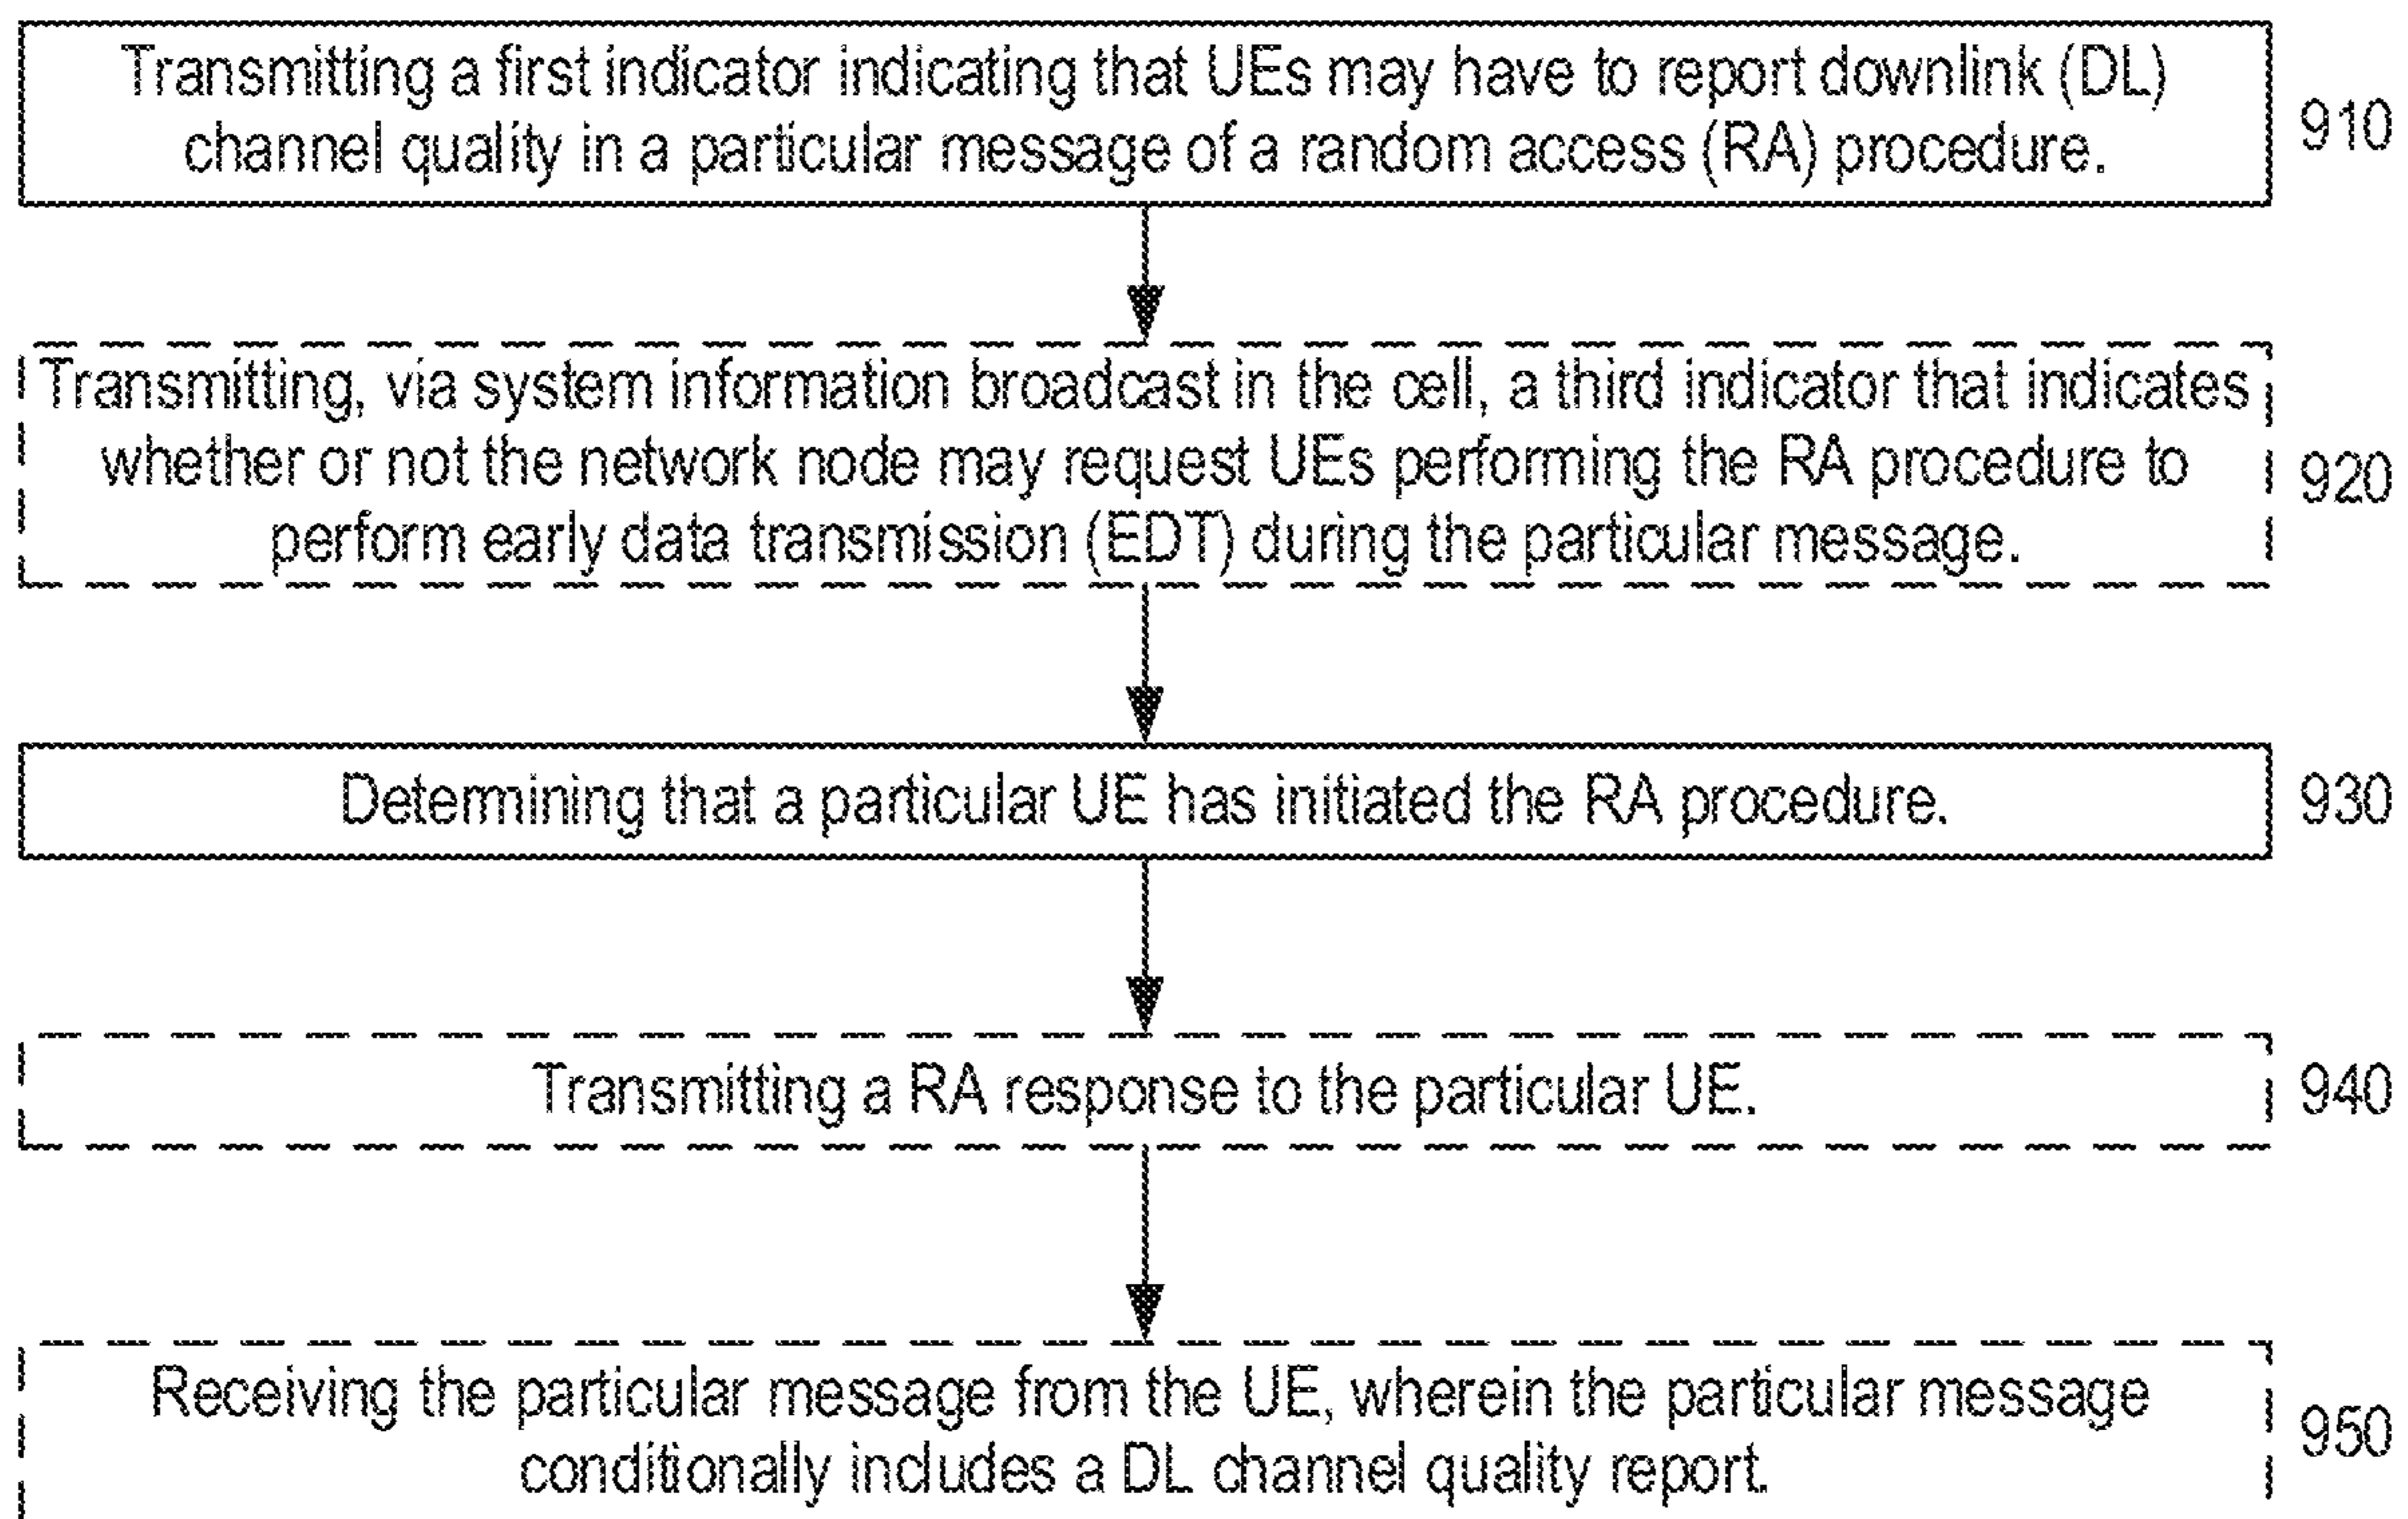 Transmitting a first indicator indicating that UEs may have to report downlink (DL)
channel quality in a particular message of a random access (RA) procedure.
910
Transmitting, via system information broadcast in the cell, a third indicator that indicates
whether or not the network node may request UEs performing the RA procedure to
perform early data transmission (EDT) during the particular message.
920
Determining that a particular UE has initiated the RA procedure.
930
Transmitting a RA response to the particular UE.
940
Receiving the particular message from the UE, wherein the particular message
conditionally includes a DL channel quality report.
950